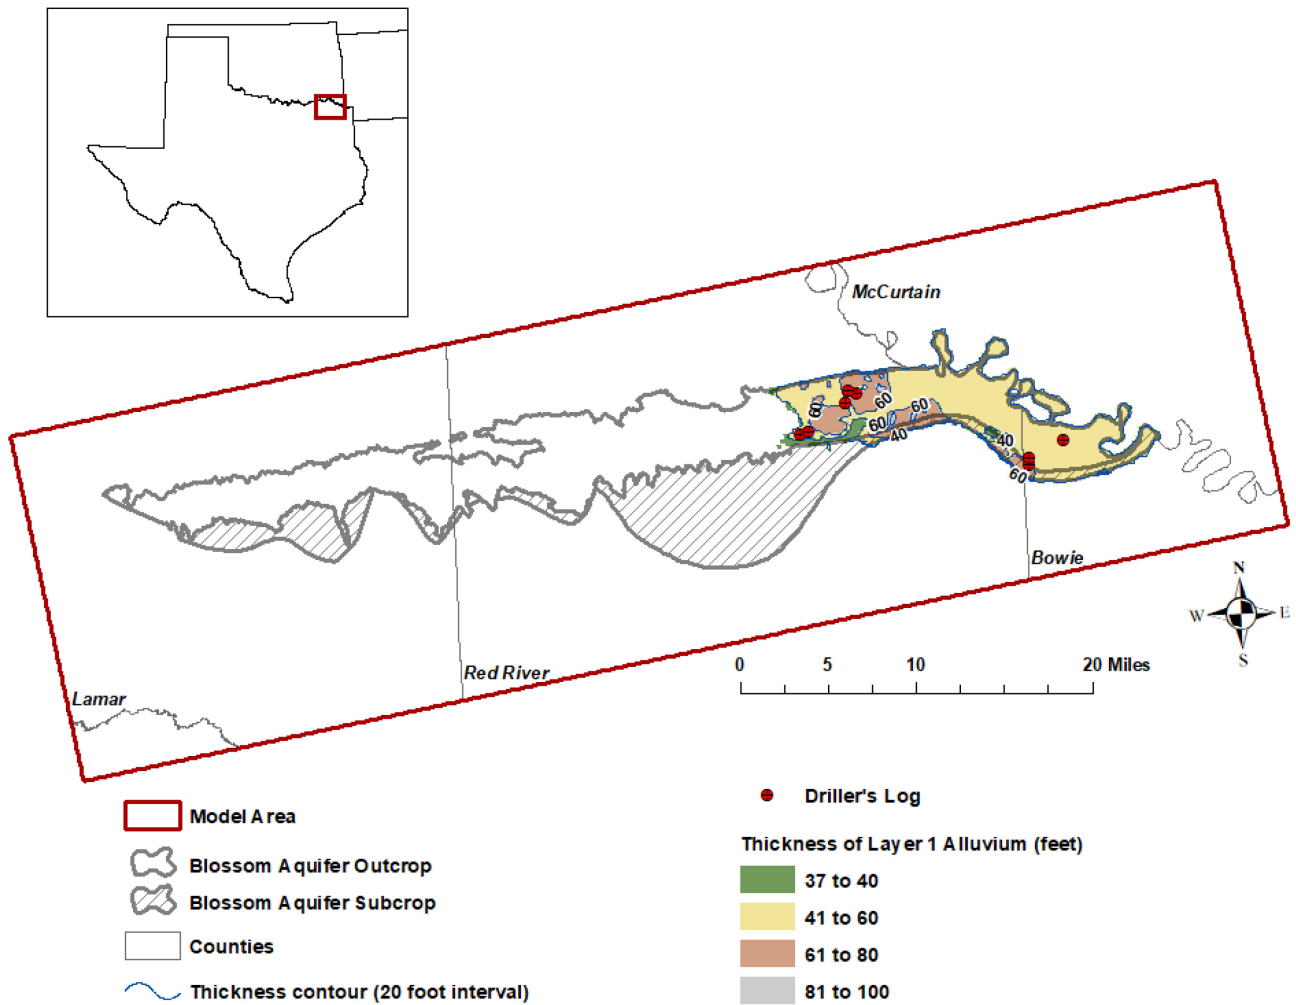 McCurtain
60
60
60
60
40
40
60
Bowie
N
W E
S
0 5 10 20 Miles
Red River
Lamar
Model Area
Blossom Aquifer Outcrop
Blossom Aquifer Subcrop
Counties
Thickness contour (20 foot interval)
Driller's Log
Thickness of Layer 1 Alluvium (feet)
37 to 40
41 to 60
61 to 80
81 to 100